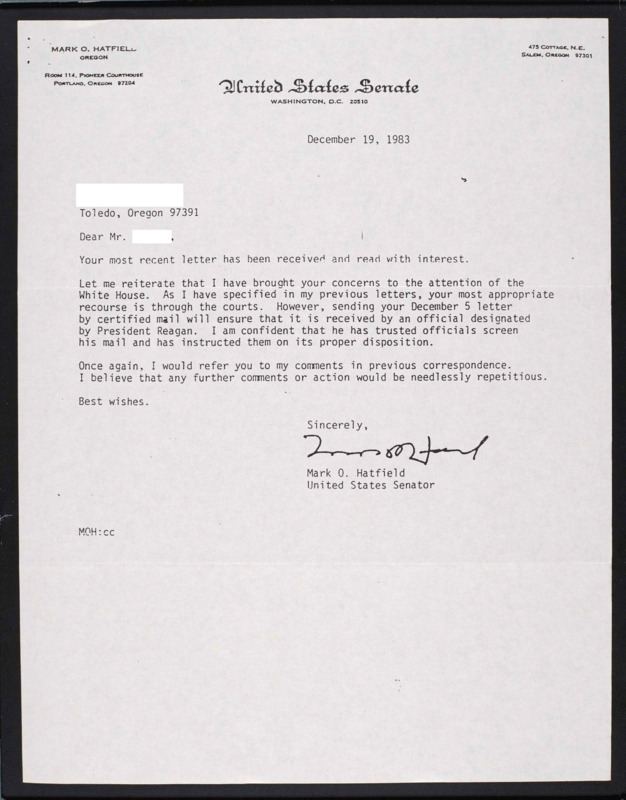 MARK O. HATFIELD
OREGON
ROOM 114, PIONEER COURTHOUSE
PORTLAND, OREGON 97204
475 COTTAGE, N.E.
SALEM, OREGON 97301
United States Senate
WASHINGTON, D.C. 20510
December 19, 1983
Toledo, Oregon 97391
Dear Mr. ,
Your most recent letter has been received and read with interest.
Let me reiterate that I have brought your concerns to the attention of the
White House. As I have specified in my previous letters, your most appropriate
recourse is through the courts. However, sending your December 5 letter
by certified mail will ensure that it is received by an official designated
by President Reagan. I am confident that he has trusted officials screen
his mail and has instructed them on its proper disposition.
Once again, I would refer you to my comments in previous correspondence.
I believe that any further comments or action would be needlessly repetitious.
Best wishes.
Sincerely,
Mark O. Hatfield
Mark O. Hatfield
United States Senator
MOH:cc